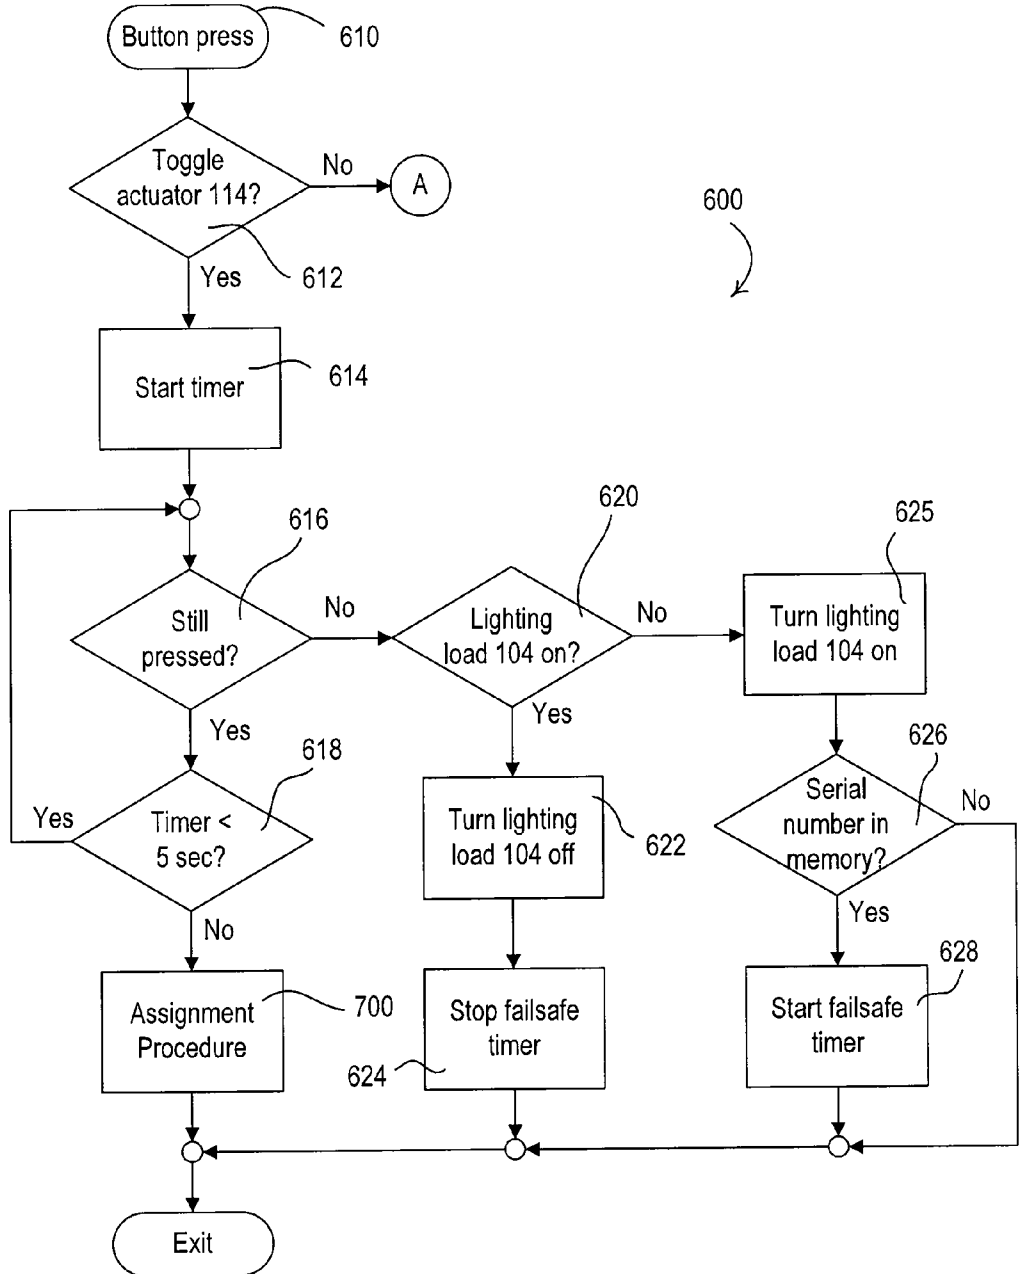 Button press
610
Toggle
actuator 114?
No
A
612
Yes
600
Start timer
614
616
620
625
Still
pressed?
No
Lighting
load 104 on?
No
Turn lighting
load 104 on
Yes
Yes
618
626
Timer <
5 sec?
Yes
Turn lighting
load 104 off
622
Serial
number in
memory?
No
No
Yes
Assignment
Procedure
700
Stop failsafe
timer
624
Start failsafe
timer
628
Exit